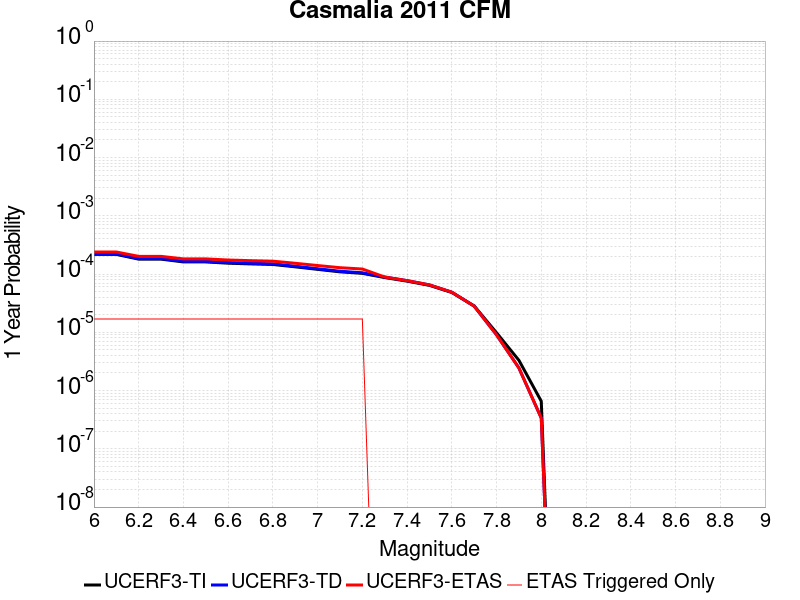 Casmalia 2011 CFM
10^0
10^-1
10^-2
10^-3
10^-4
10^-5
10^-6
10^-7
10^-8
1 Year Probability
6 6.2 6.4 6.6 6.8 7 7.2 7.4 7.6 7.8 8 8.2 8.4 8.6 8.8 9
Magnitude
UCERF3-TI UCERF3-TD UCERF3-ETAS ETAS Triggered Only